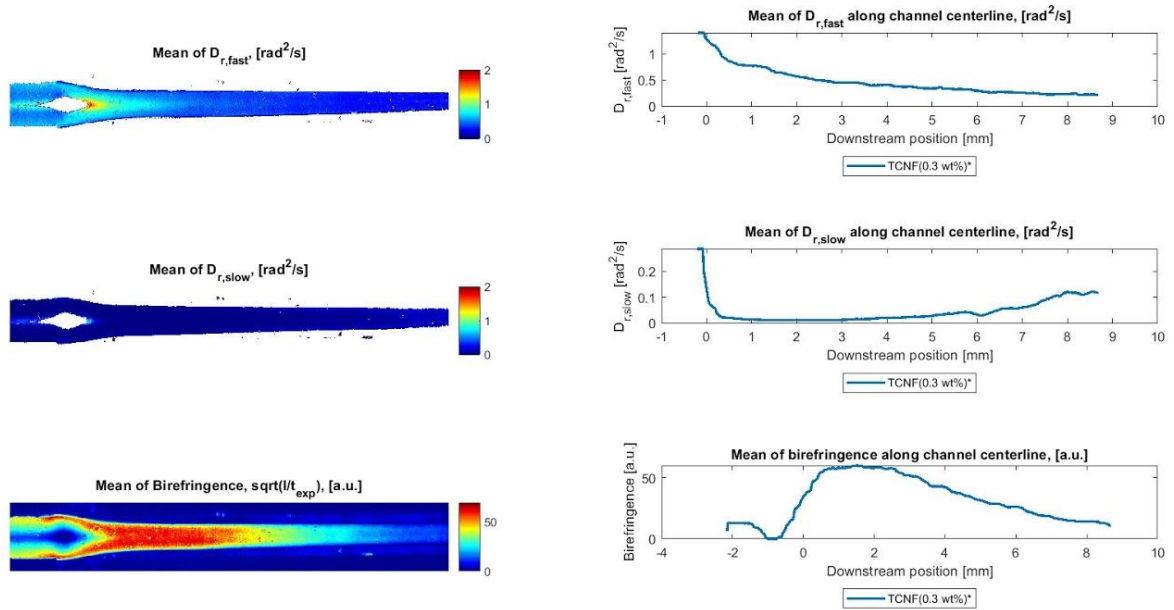 Mean of D_r,fast, [rad²/s]
2
1
0
Mean of D_r,fast along channel centerline, [rad²/s]
D_r,fast [rad²/s]
1
0.5
0
-1 0 1 2 3 4 5 6 7 8 9 10
Downstream position [mm]
TCNF(0.3 wt%)*
Mean of D_r,slow, [rad²/s]
2
1
0
Mean of D_r,slow along channel centerline, [rad²/s]
D_r,slow [rad²/s]
0.2
0.1
0
-1 0 1 2 3 4 5 6 7 8 9 10
Downstream position [mm]
TCNF(0.3 wt%)*
Mean of Birefringence, sqrt(I/t_exp), [a.u.]
50
0
Mean of birefringence along channel centerline, [a.u.]
Birefringence [a.u.]
50
0
-4 -2 0 2 4 6 8 10
Downstream position [mm]
TCNF(0.3 wt%)*